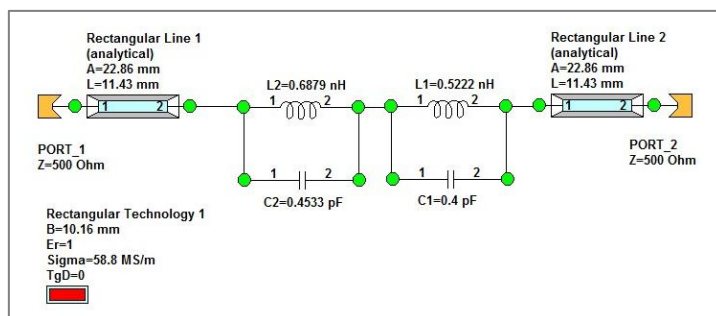 Rectangular Line 1
(analytical)
A=22.86 mm
L=11.43 mm
1 2
PORT_1
Z=500 Ohm
L2=0.6879 nH
1 2
1 2
C2=0.4533 pF
L1=0.5222 nH
1 2
1 2
C1=0.4 pF
Rectangular Line 2
(analytical)
A=22.86 mm
L=11.43 mm
1 2
PORT_2
Z=500 Ohm
Rectangular Technology 1
B=10.16 mm
Er=1
Sigma=58.8 MS/m
TgD=0